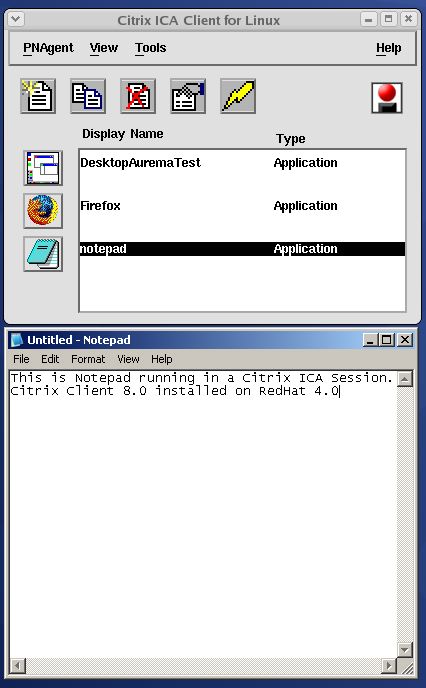 Citrix ICA Client for Linux
PNAgent View Tools Help
Display Name Type
DesktopAuremaTest Application
Firefox Application
notepad Application
Untitled - Notepad
File Edit Format View Help
This is Notepad running in a Citrix ICA Session.
Citrix Client 8.0 installed on RedHat 4.0